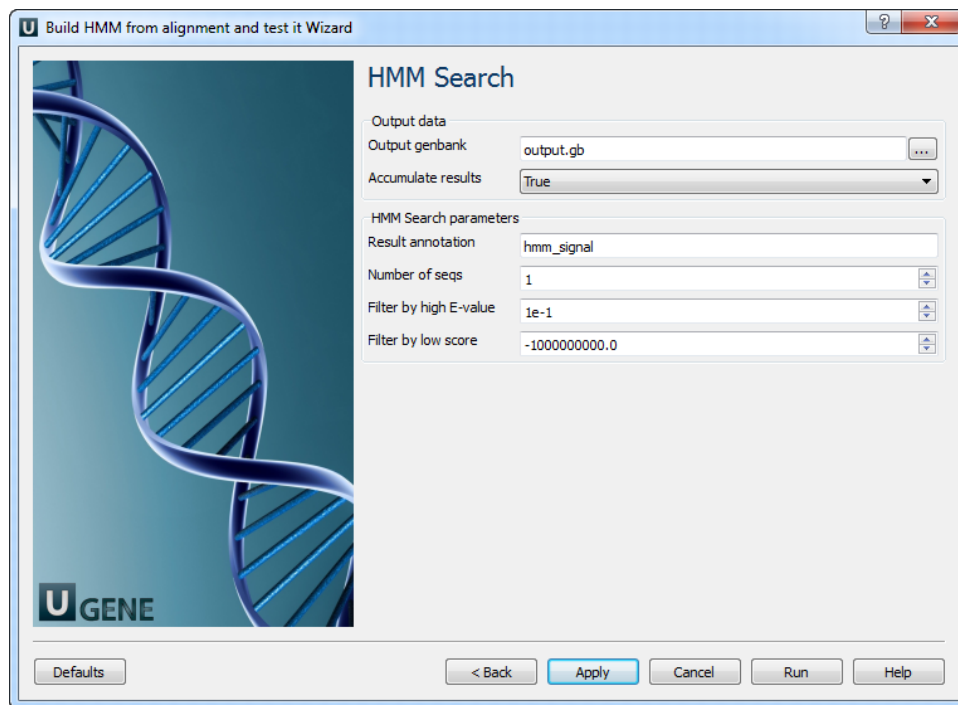 U Build HMM from alignment and test it Wizard ? X
HMM Search
Output data
Output genbank output.gb ...
Accumulate results True
HMM Search parameters
Result annotation hmm_signal
Number of seqs 1
Filter by high E-value 1e-1
Filter by low score -1000000000.0
U GENE
Defaults < Back Apply Cancel Run Help